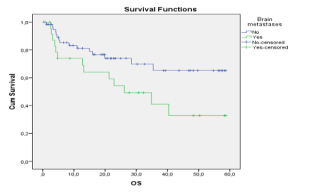 Survival Functions
Brain
metastases
No
Yes
No-censored
Yes-censored
Cum Survival
1,0
0,8
0,6
0,4
0,2
0,0
,0
10,0
20,0
30,0
40,0
50,0
60,0
OS